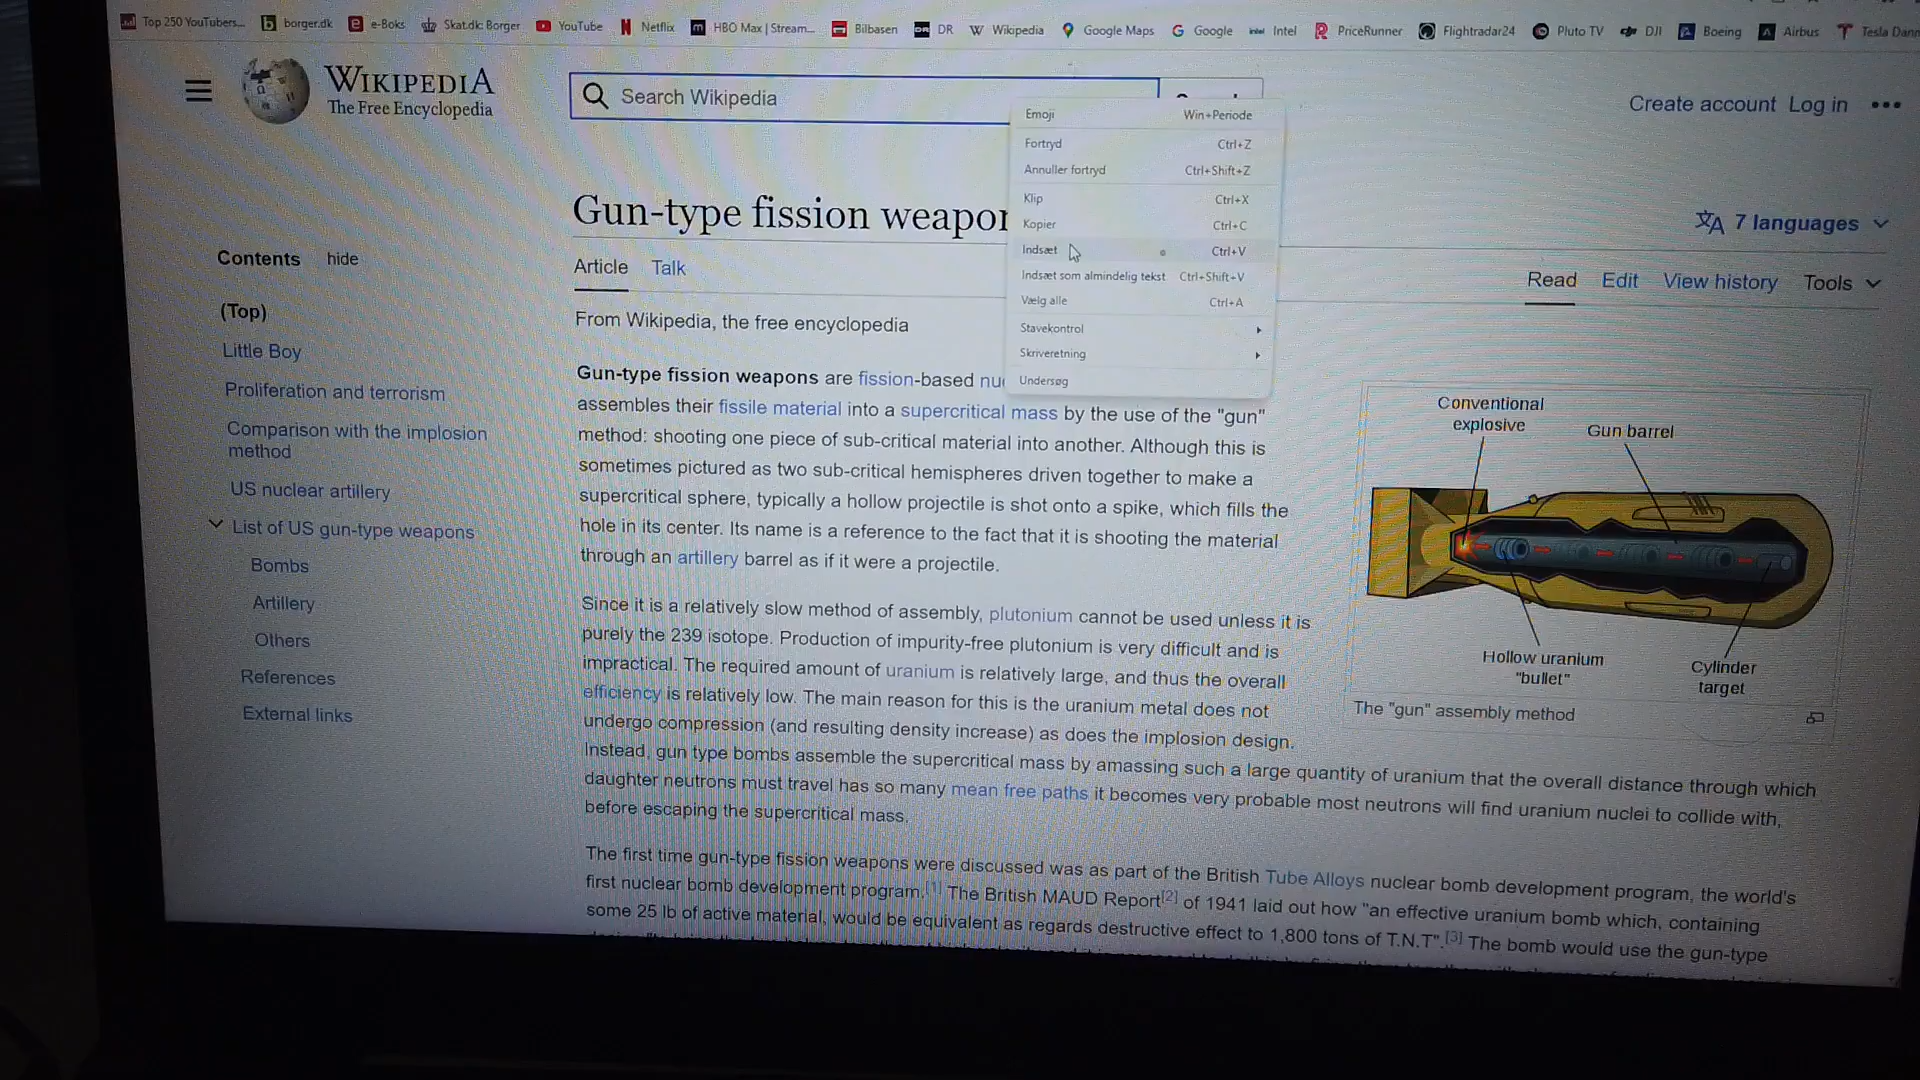 Top 250 YouTubers... borger.dk e-Boks Skat.dk: Borger YouTube Netflix HBO Max | Stream... Bilbasen DR Wikipedia Google Maps Google Intel PriceRunner Flightradar24 Pluto TV DJI Boeing Airbus Tesla Dann
WIKIPEDIA
The Free Encyclopedia
Search Wikipedia
Create account Log in
Emoji Win+Periode
Fortryd Ctrl+Z
Annuller fortryd Ctrl+Shift+Z
Klip Ctrl+X
Kopier Ctrl+C
Indsæt Ctrl+V
Indsæt som almindelig tekst Ctrl+Shift+V
Vælg alle Ctrl+A
Stavekontrol
Skriveretning
Undersøg
Contents hide
(Top)
Little Boy
Proliferation and terrorism
Comparison with the implosion
method
US nuclear artillery
List of US gun-type weapons
Bombs
Artillery
Others
References
External links
Gun-type fission weapon
7 languages
Article Talk
Read Edit View history Tools
From Wikipedia, the free encyclopedia
Gun-type fission weapons are fission-based nu
assembles their fissile material into a supercritical mass by the use of the "gun"
method: shooting one piece of sub-critical material into another. Although this is
sometimes pictured as two sub-critical hemispheres driven together to make a
supercritical sphere, typically a hollow projectile is shot onto a spike, which fills the
hole in its center. Its name is a reference to the fact that it is shooting the material
through an artillery barrel as if it were a projectile.
Conventional
explosive
Gun barrel
Hollow uranium
"bullet"
Cylinder
target
The "gun" assembly method
Since it is a relatively slow method of assembly, plutonium cannot be used unless it is
purely the 239 isotope. Production of impurity-free plutonium is very difficult and is
impractical. The required amount of uranium is relatively large, and thus the overall
efficiency is relatively low. The main reason for this is the uranium metal does not
undergo compression (and resulting density increase) as does the implosion design.
Instead, gun type bombs assemble the supercritical mass by amassing such a large quantity of uranium that the overall distance through which
daughter neutrons must travel has so many mean free paths it becomes very probable most neutrons will find uranium nuclei to collide with,
before escaping the supercritical mass.
The first time gun-type fission weapons were discussed was as part of the British Tube Alloys nuclear bomb development program, the world's
first nuclear bomb development program.[1] The British MAUD Report[2] of 1941 laid out how "an effective uranium bomb which, containing
some 25 lb of active material, would be equivalent as regards destructive effect to 1,800 tons of T.N.T".[3] The bomb would use the gun-type